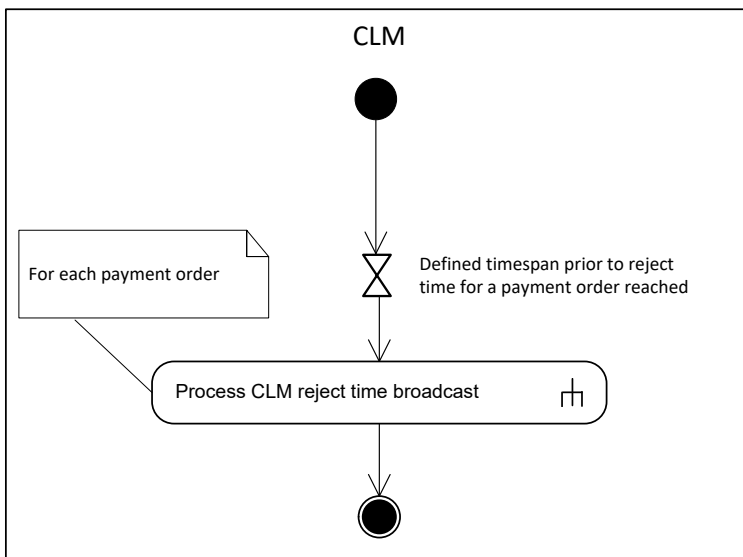 CLM
For each payment order
Defined timespan prior to reject
time for a payment order reached
Process CLM reject time broadcast